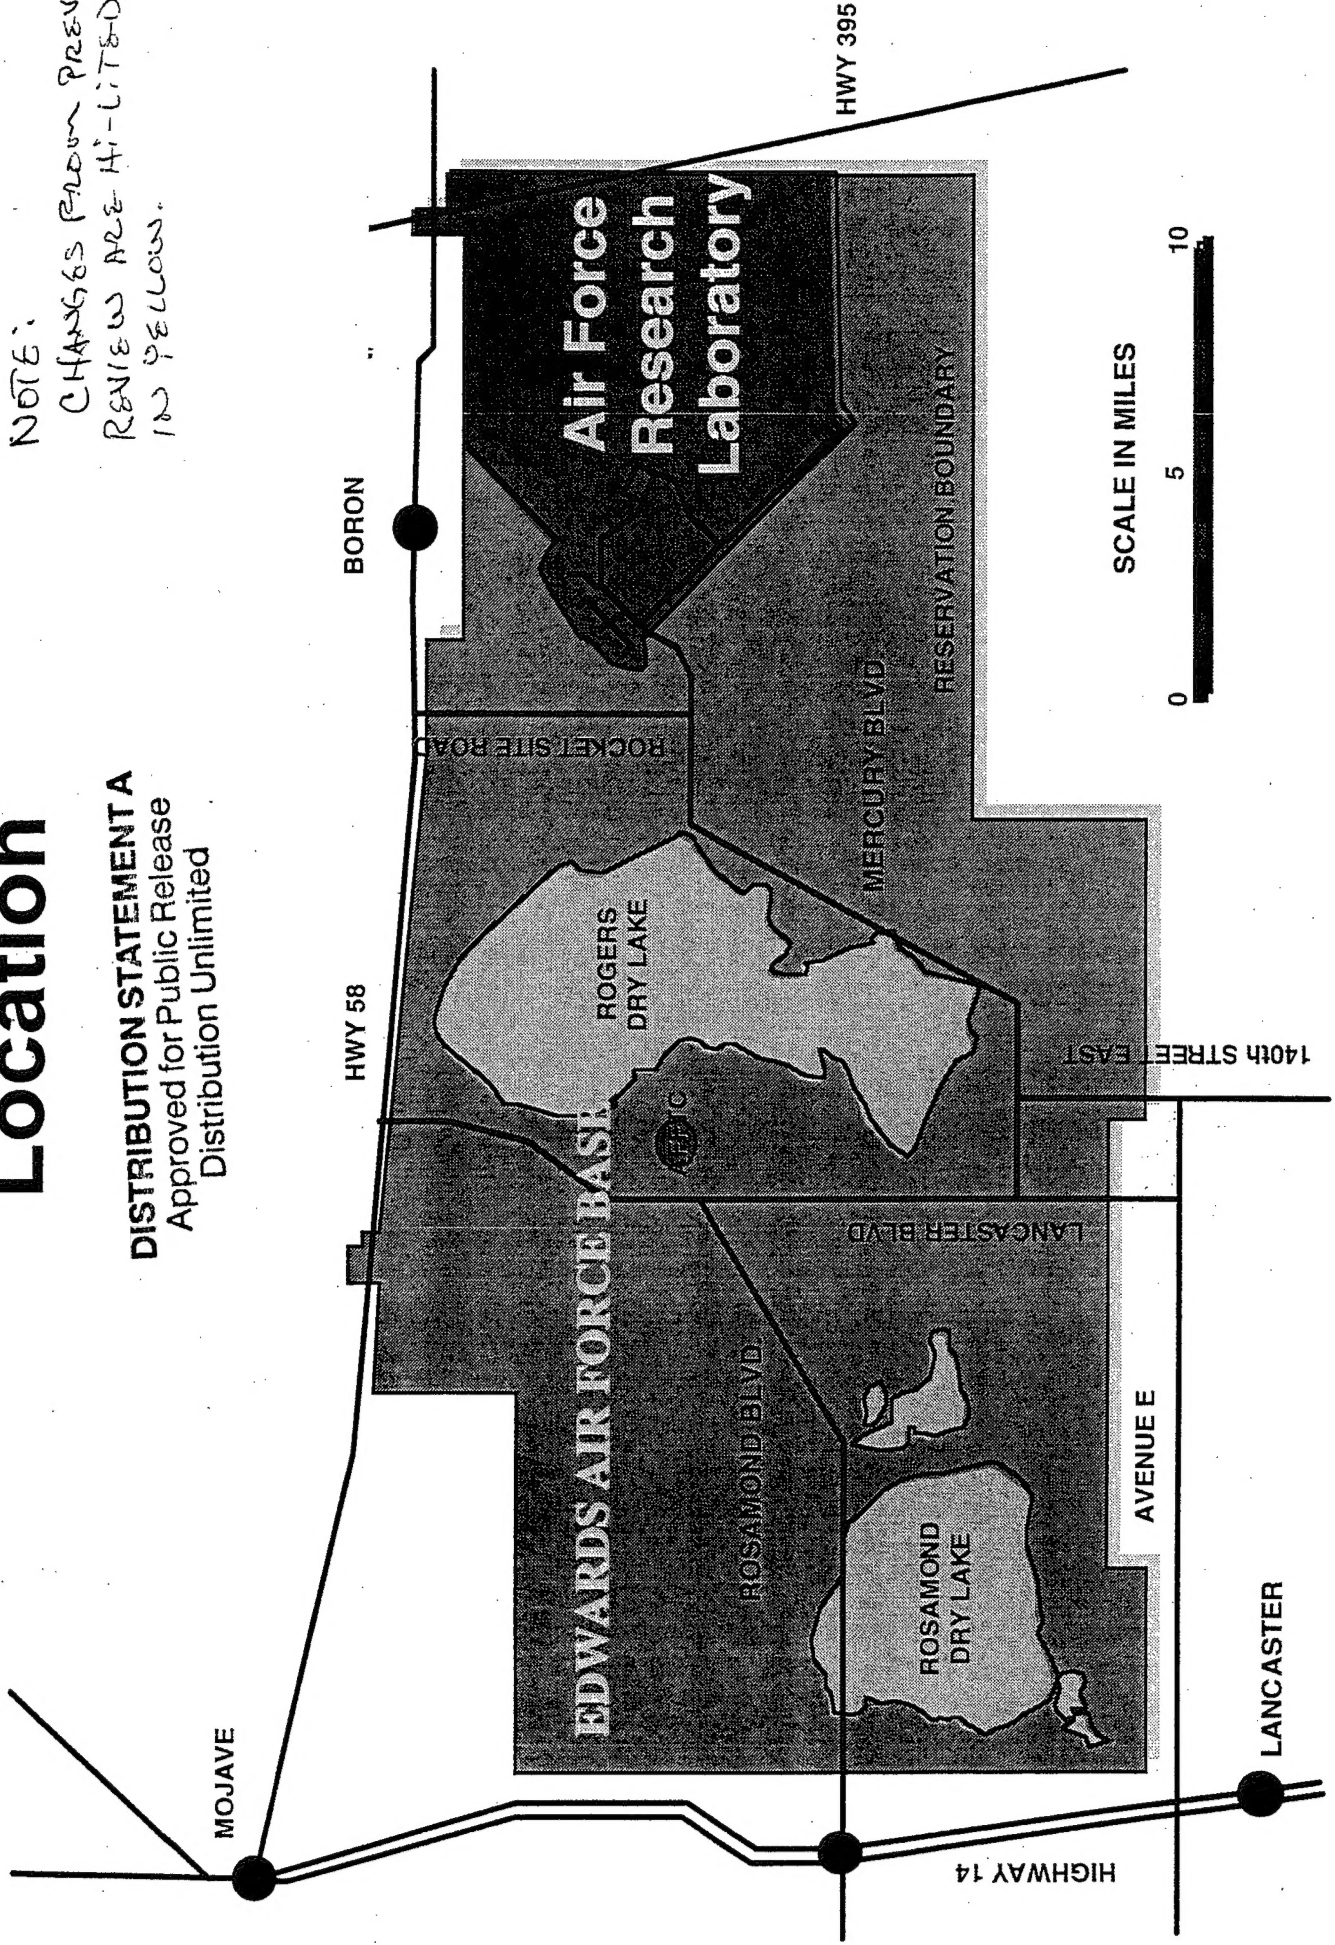 Location
NOTE:
CHANGES FROM PREV
REVIEW ARE Hi-LiTED
IN YELLOW.
DISTRIBUTION STATEMENT A
Approved for Public Release
Distribution Unlimited
MOJAVE
HWY 58
BORON
HWY 395
EDWARDS AIR FORCE BASE
Air Force
Research
Laboratory
ROGERS
DRY LAKE
ROCKET SITE ROAD
ROSAMOND BLVD.
MERCURY BLVD
RESERVATION BOUNDARY
LANCASTER BLVD
ROSAMOND
DRY LAKE
140th STREET EAST
AVENUE E
HIGHWAY 14
LANCASTER
SCALE IN MILES
0 5 10